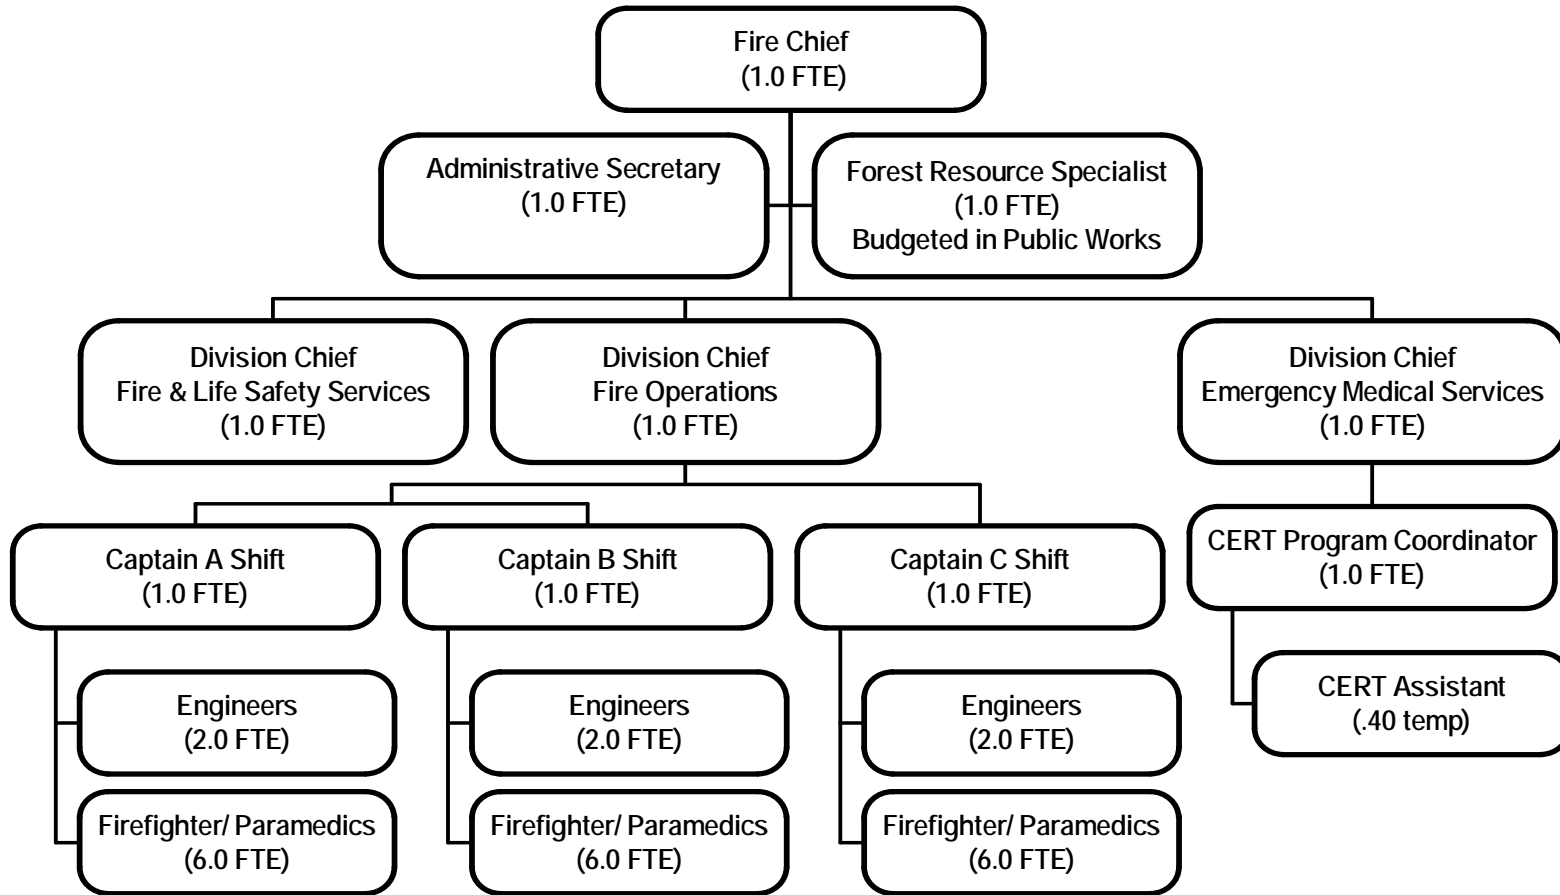 Fire Chief
(1.0 FTE)
Administrative Secretary
(1.0 FTE)
Forest Resource Specialist
(1.0 FTE)
Budgeted in Public Works
Division Chief
Fire & Life Safety Services
(1.0 FTE)
Division Chief
Fire Operations
(1.0 FTE)
Division Chief
Emergency Medical Services
(1.0 FTE)
Captain A Shift
(1.0 FTE)
Captain B Shift
(1.0 FTE)
Captain C Shift
(1.0 FTE)
CERT Program Coordinator
(1.0 FTE)
Engineers
(2.0 FTE)
Engineers
(2.0 FTE)
Engineers
(2.0 FTE)
CERT Assistant
(.40 temp)
Firefighter/ Paramedics
(6.0 FTE)
Firefighter/ Paramedics
(6.0 FTE)
Firefighter/ Paramedics
(6.0 FTE)